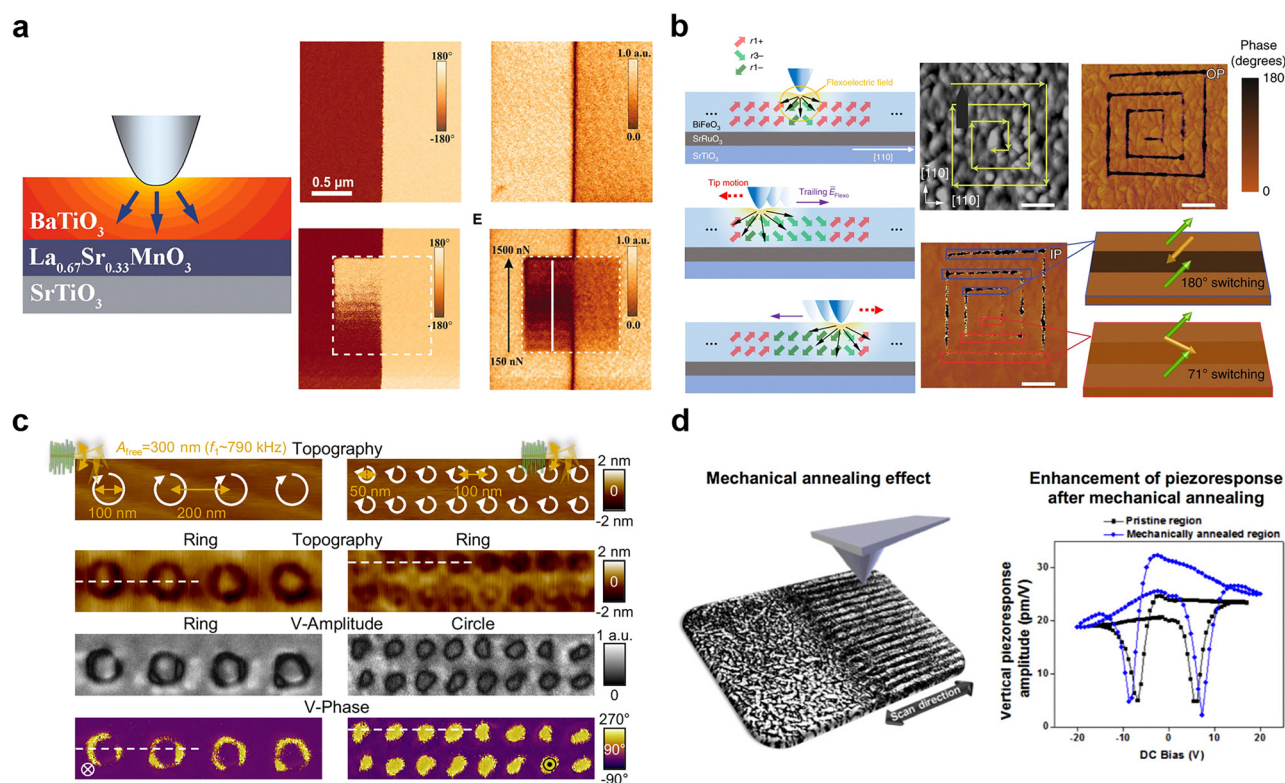 a
BaTiO₃
La₀.₆₇Sr₀.₃₃MnO₃
SrTiO₃
180°
-180°
0.5 µm
1.0 a.u.
0.0
180°
-180°
E
1500 nN
150 nN
1.0 a.u.
0.0
b
r1+
r3–
r1–
Flexoelectric field
BiFeO₃
SrRuO₃
SrTiO₃
[110]
...
...
Tip motion
Trailing E⃗Flexo
...
...
...
...
[1̄10]
[110]
OP
Phase
(degrees)
180
0
IP
180° switching
71° switching
c
Afree=300 nm (f₁~790 kHz) Topography
100 nm
200 nm
50 nm
100 nm
2 nm
0
-2 nm
Ring Topography Ring
2 nm
0
-2 nm
Ring V-Amplitude Circle
1 a.u.
0
V-Phase
270°
90°
-90°
d
Mechanical annealing effect
Scan direction
Enhancement of piezoresponse
after mechanical annealing
Pristine region
Mechanically annealed region
Vertical piezoresponse
amplitude (pm/V)
30
20
10
0
-20 -10 0 10 20
DC Bias (V)